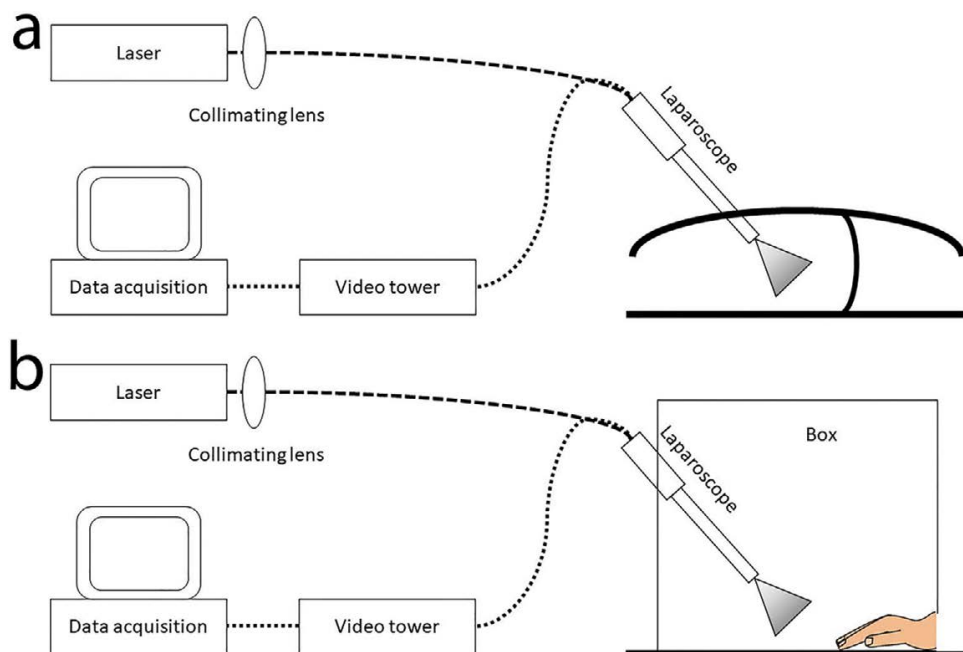 a
Laser
Collimating lens
Laparoscope
Data acquisition
Video tower
b
Laser
Collimating lens
Laparoscope
Box
Data acquisition
Video tower